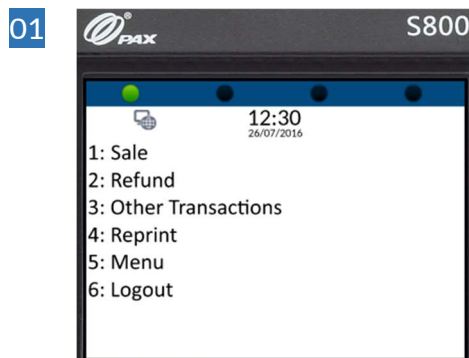 01
PAX
S800
12:30
26/07/2016
1: Sale
2: Refund
3: Other Transactions
4: Reprint
5: Menu
6: Logout